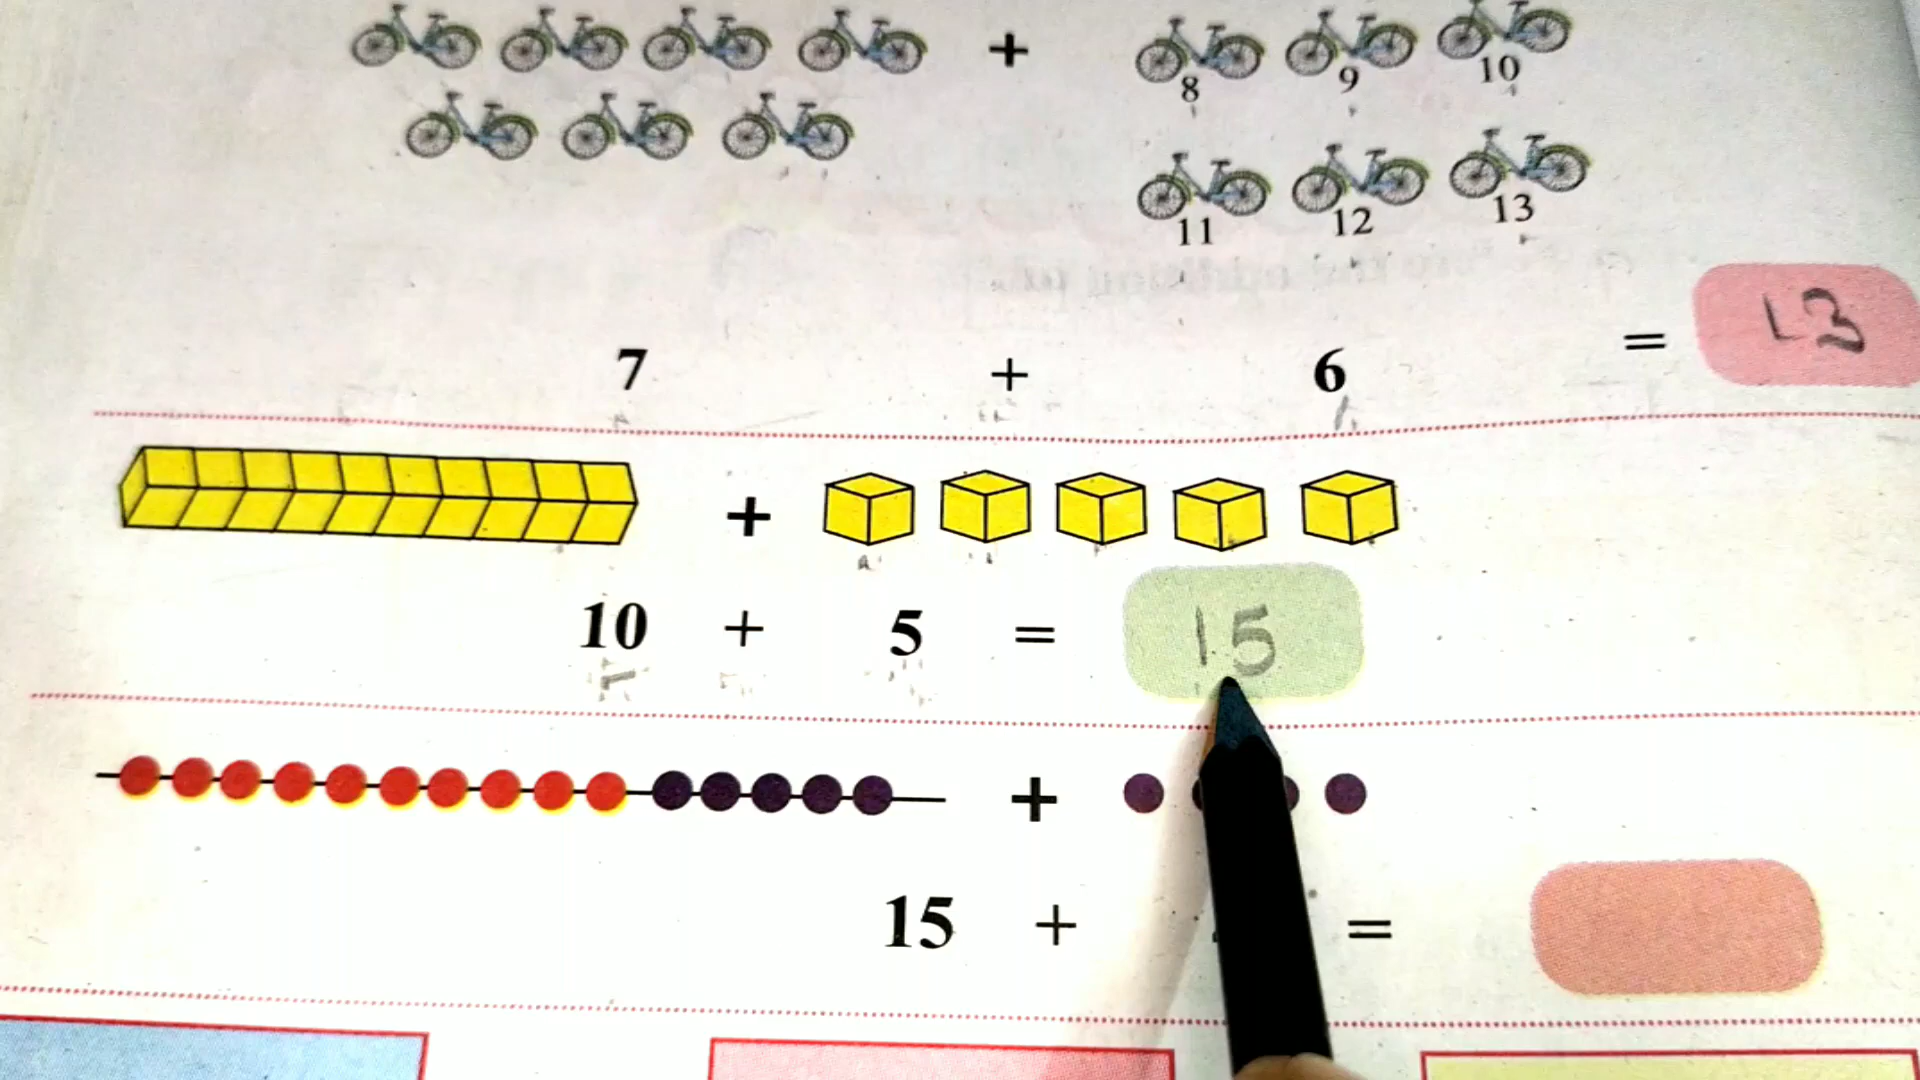 +
8 9 10
11 12 13
7 + 6 = 13
+
10 + 5 = 15
+
15 + =